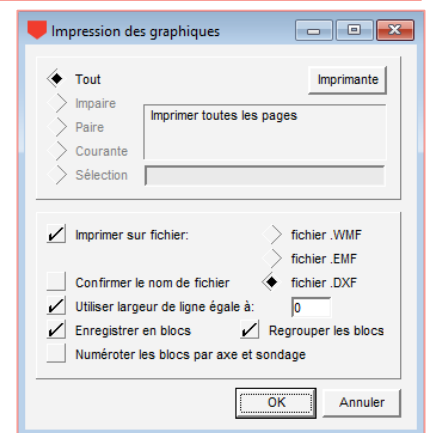 Impression des graphiques
Tout
Imprimante
Impaire
Imprimer toutes les pages
Paire
Courante
Sélection
Imprimer sur fichier:
fichier .WMF
fichier .EMF
Confirmer le nom de fichier
fichier .DXF
Utiliser largeur de ligne égale à:
0
Enregistrer en blocs
Regrouper les blocs
Numéroter les blocs par axe et sondage
OK
Annuler